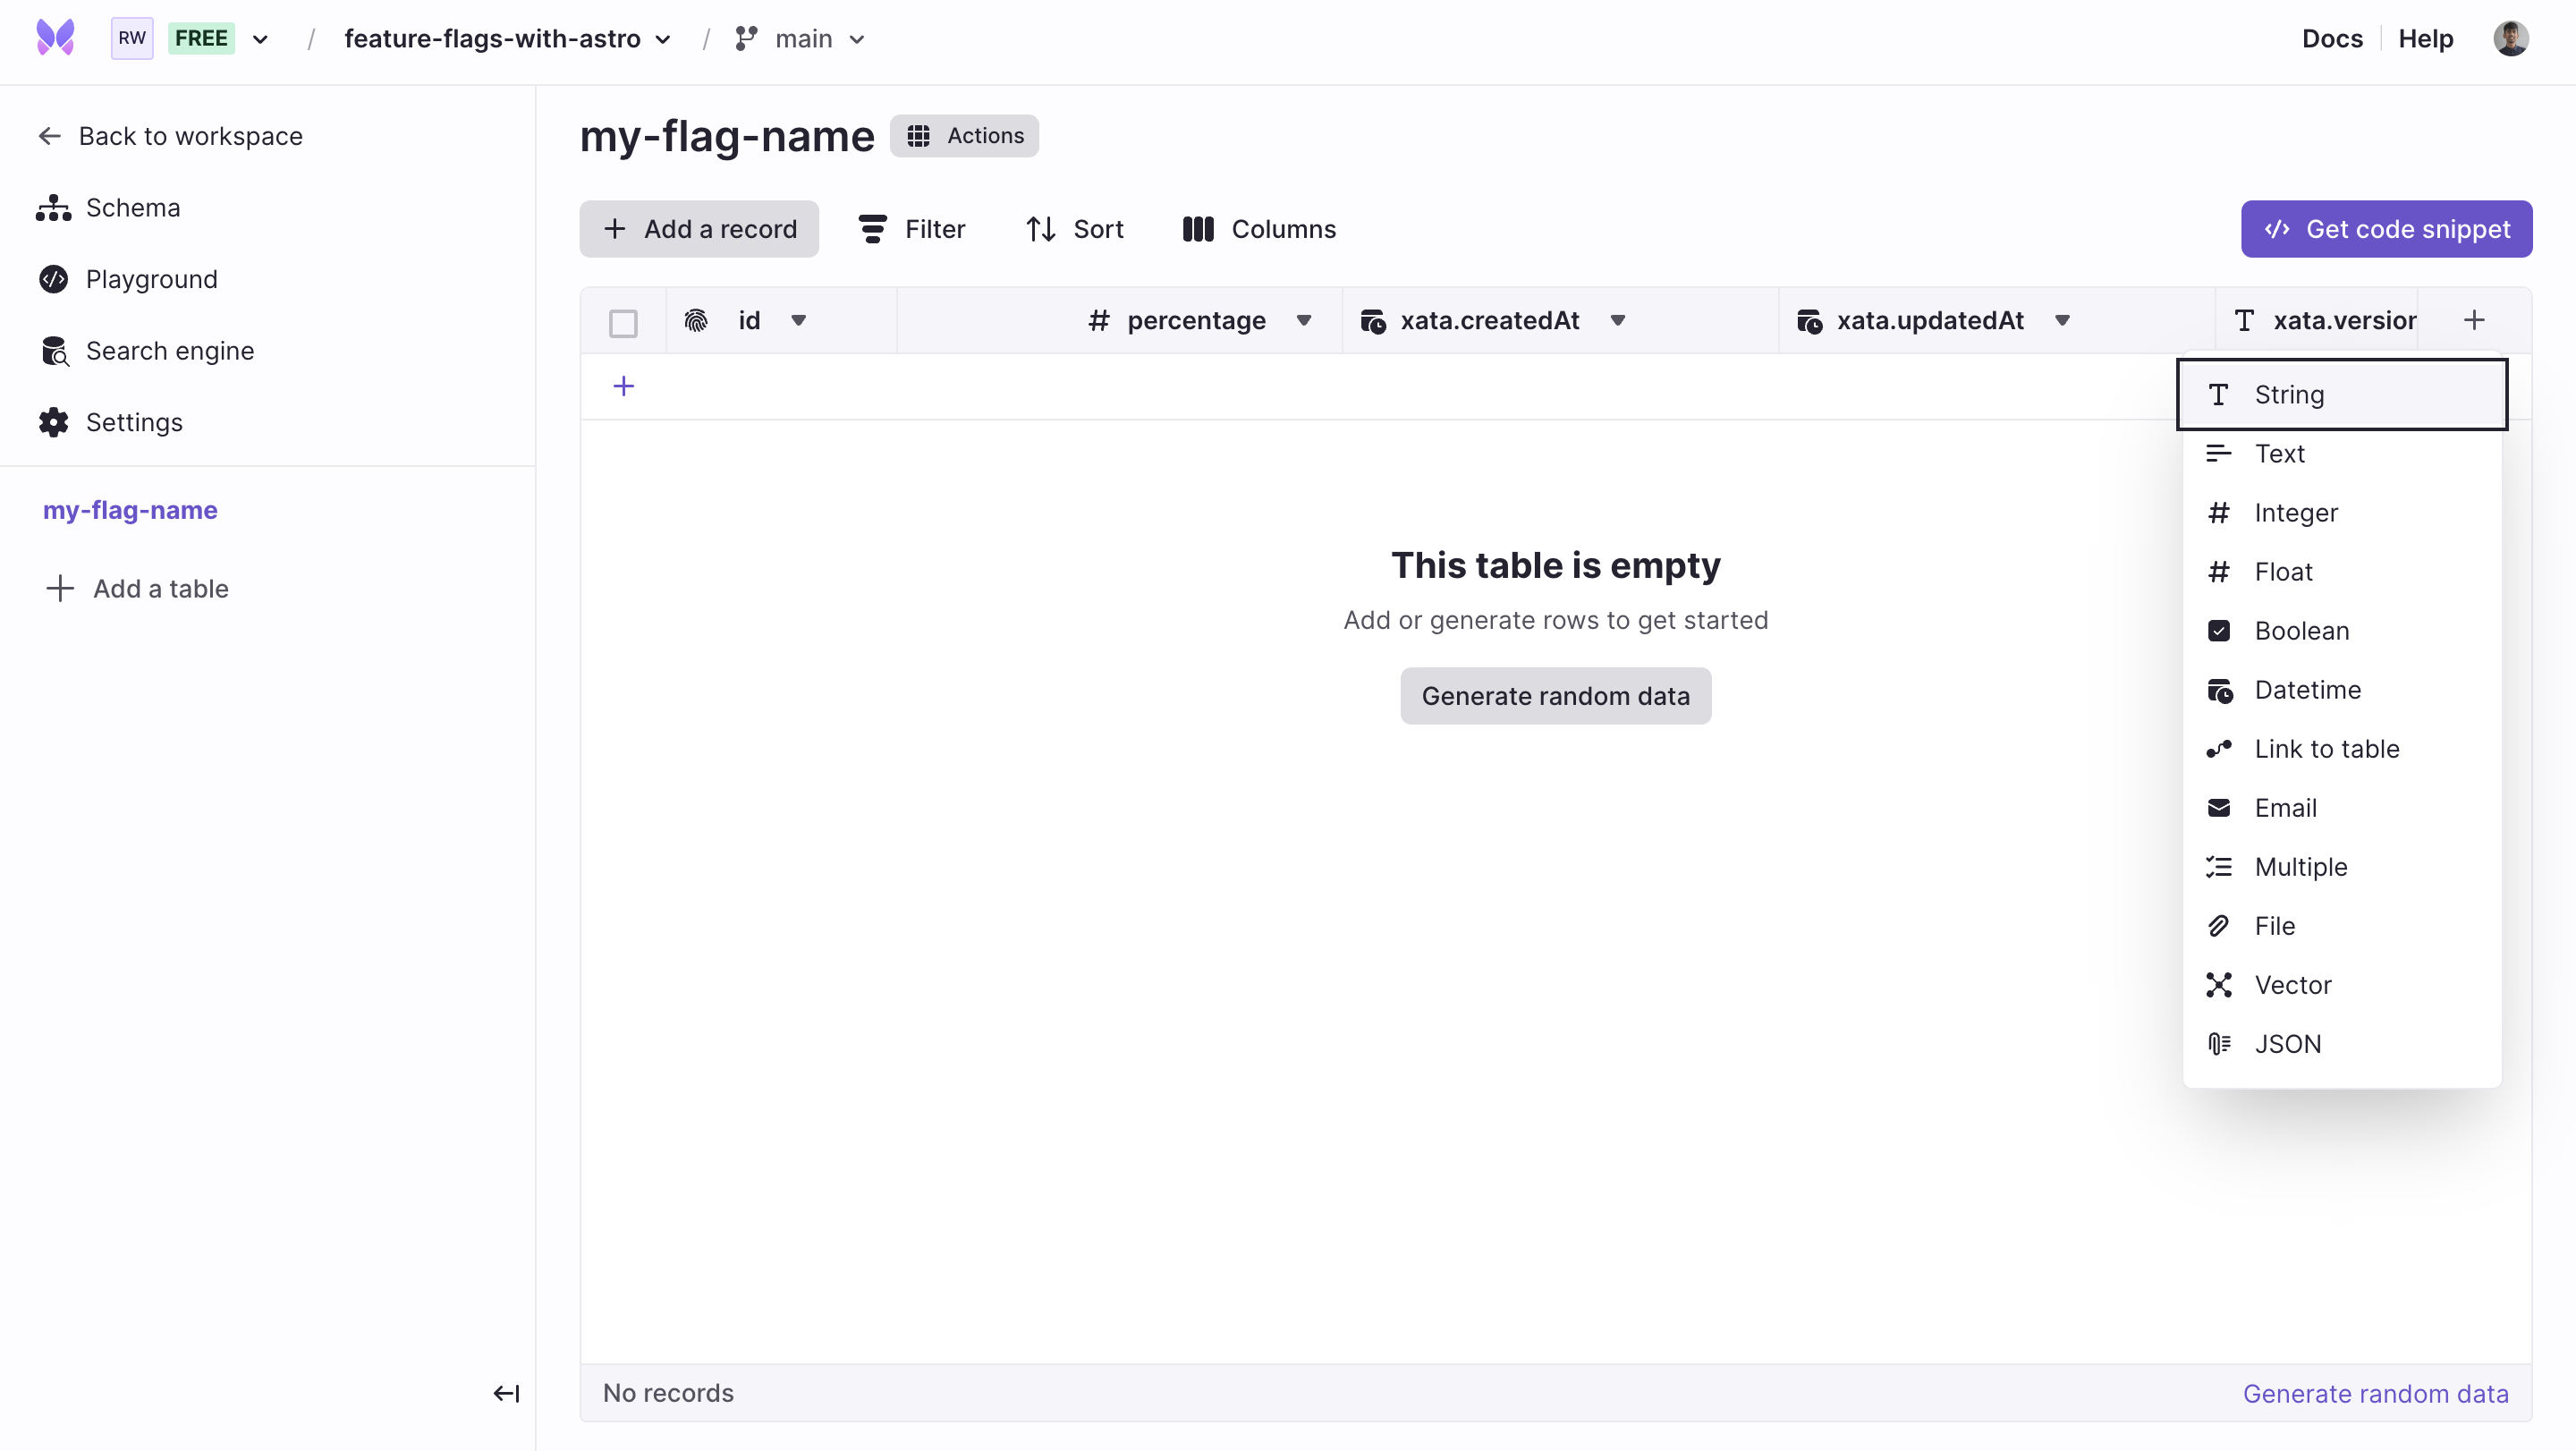 RW FREE / feature-flags-with-astro / main Docs Help
Back to workspace
Schema
Playground
Search engine
Settings
my-flag-name
Add a table
my-flag-name Actions
Add a record Filter Sort Columns Get code snippet
id # percentage xata.createdAt xata.updatedAt xata.version
String
Text
Integer
Float
Boolean
Datetime
Link to table
Email
Multiple
File
Vector
JSON
This table is empty
Add or generate rows to get started
Generate random data
No records Generate random data